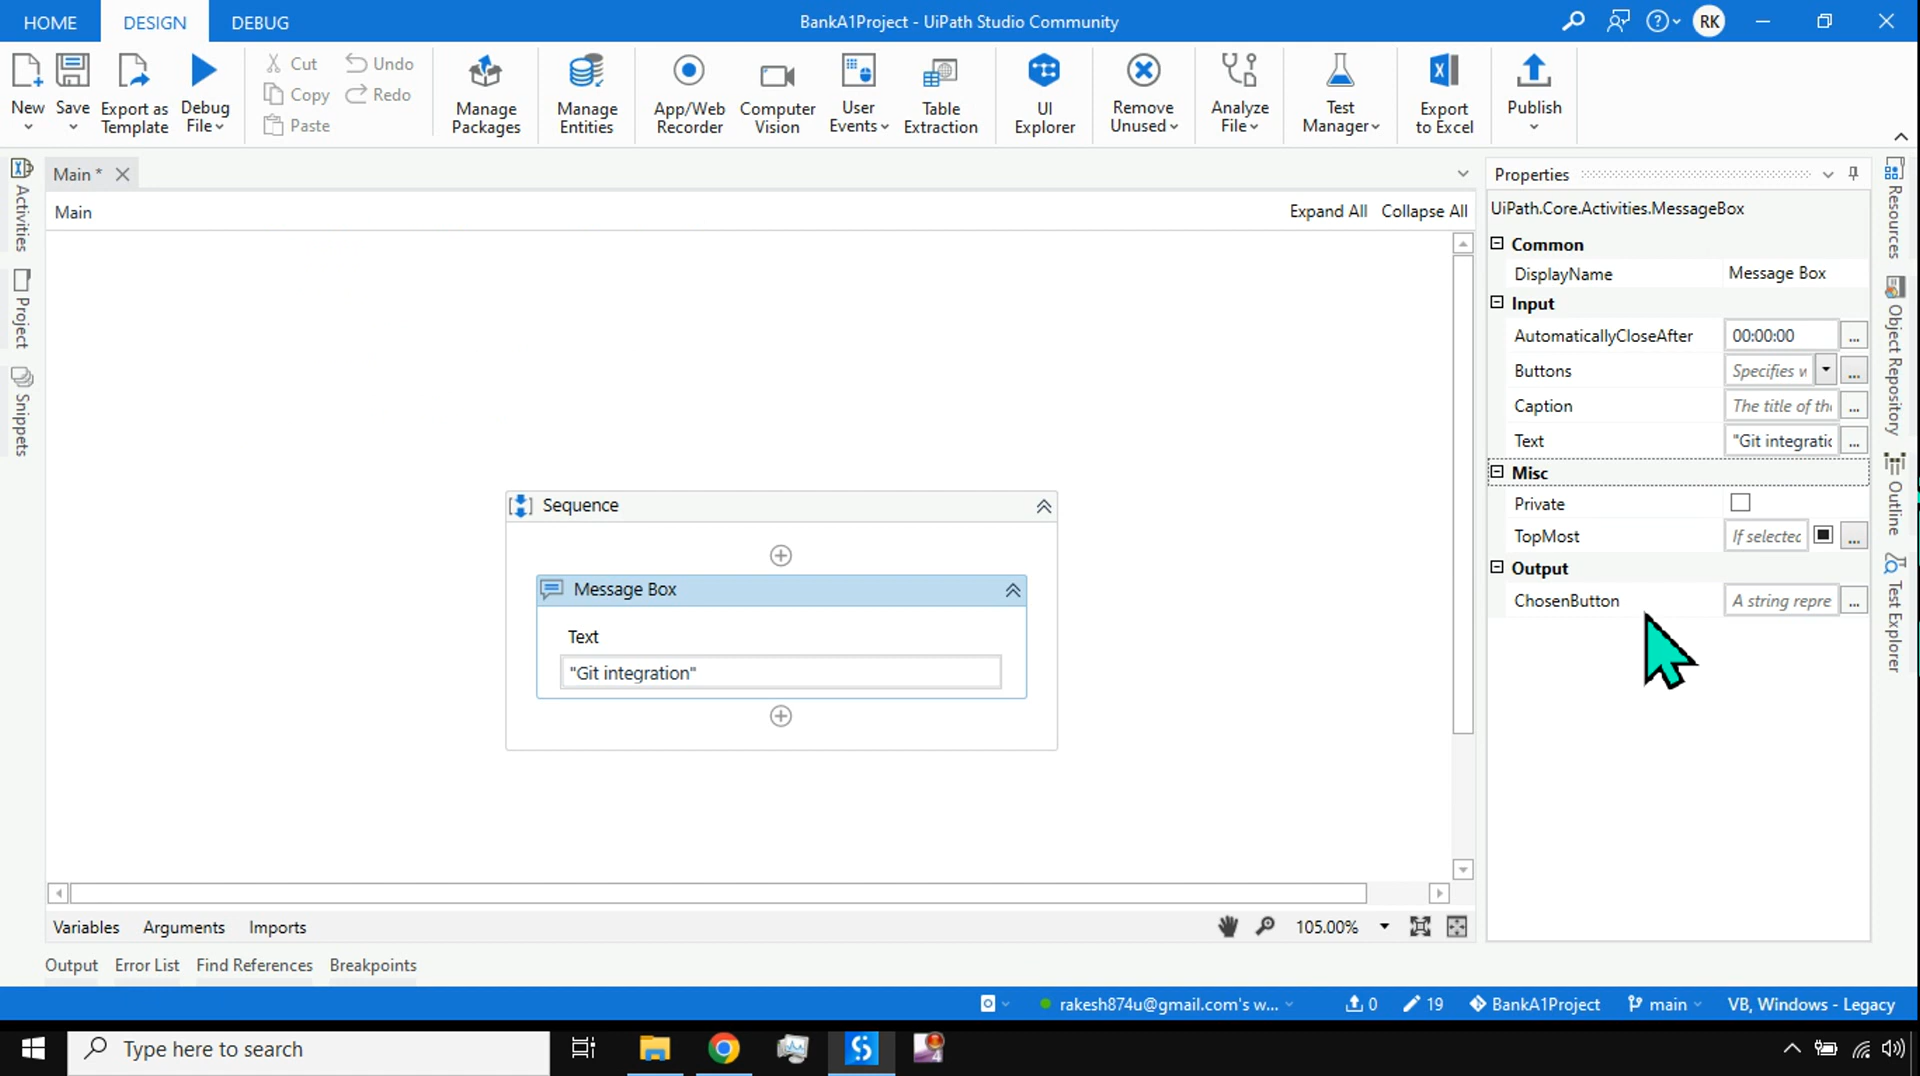 HOME DESIGN DEBUG BankA1Project - UiPath Studio Community RK
New Save Export as Template Debug File Cut Copy Paste Undo Redo Manage Packages Manage Entities App/Web Recorder Computer Vision User Events Table Extraction UI Explorer Remove Unused Analyze File Test Manager Export to Excel Publish
Main *
Main Expand All Collapse All
Activities
Project
Snippets
Sequence
Message Box
Text
"Git integration"
Properties
UiPath.Core.Activities.MessageBox
Common
DisplayName Message Box
Input
AutomaticallyCloseAfter 00:00:00 ...
Buttons Specifies w ...
Caption The title of th ...
Text "Git integratic ...
Misc
Private
TopMost If selected ...
Output
ChosenButton A string repre ...
Resources
Object Repository
Outline
Test Explorer
Variables Arguments Imports 105.00%
Output Error List Find References Breakpoints
rakesh874u@gmail.com's w... 0 19 BankA1Project main VB, Windows - Legacy
Type here to search 4